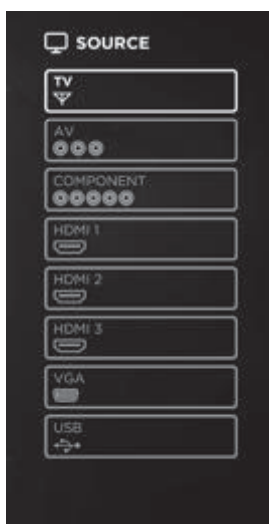 SOURCE
TV
AV
COMPONENT
HDMI 1
HDMI 2
HDMI 3
VGA
USB